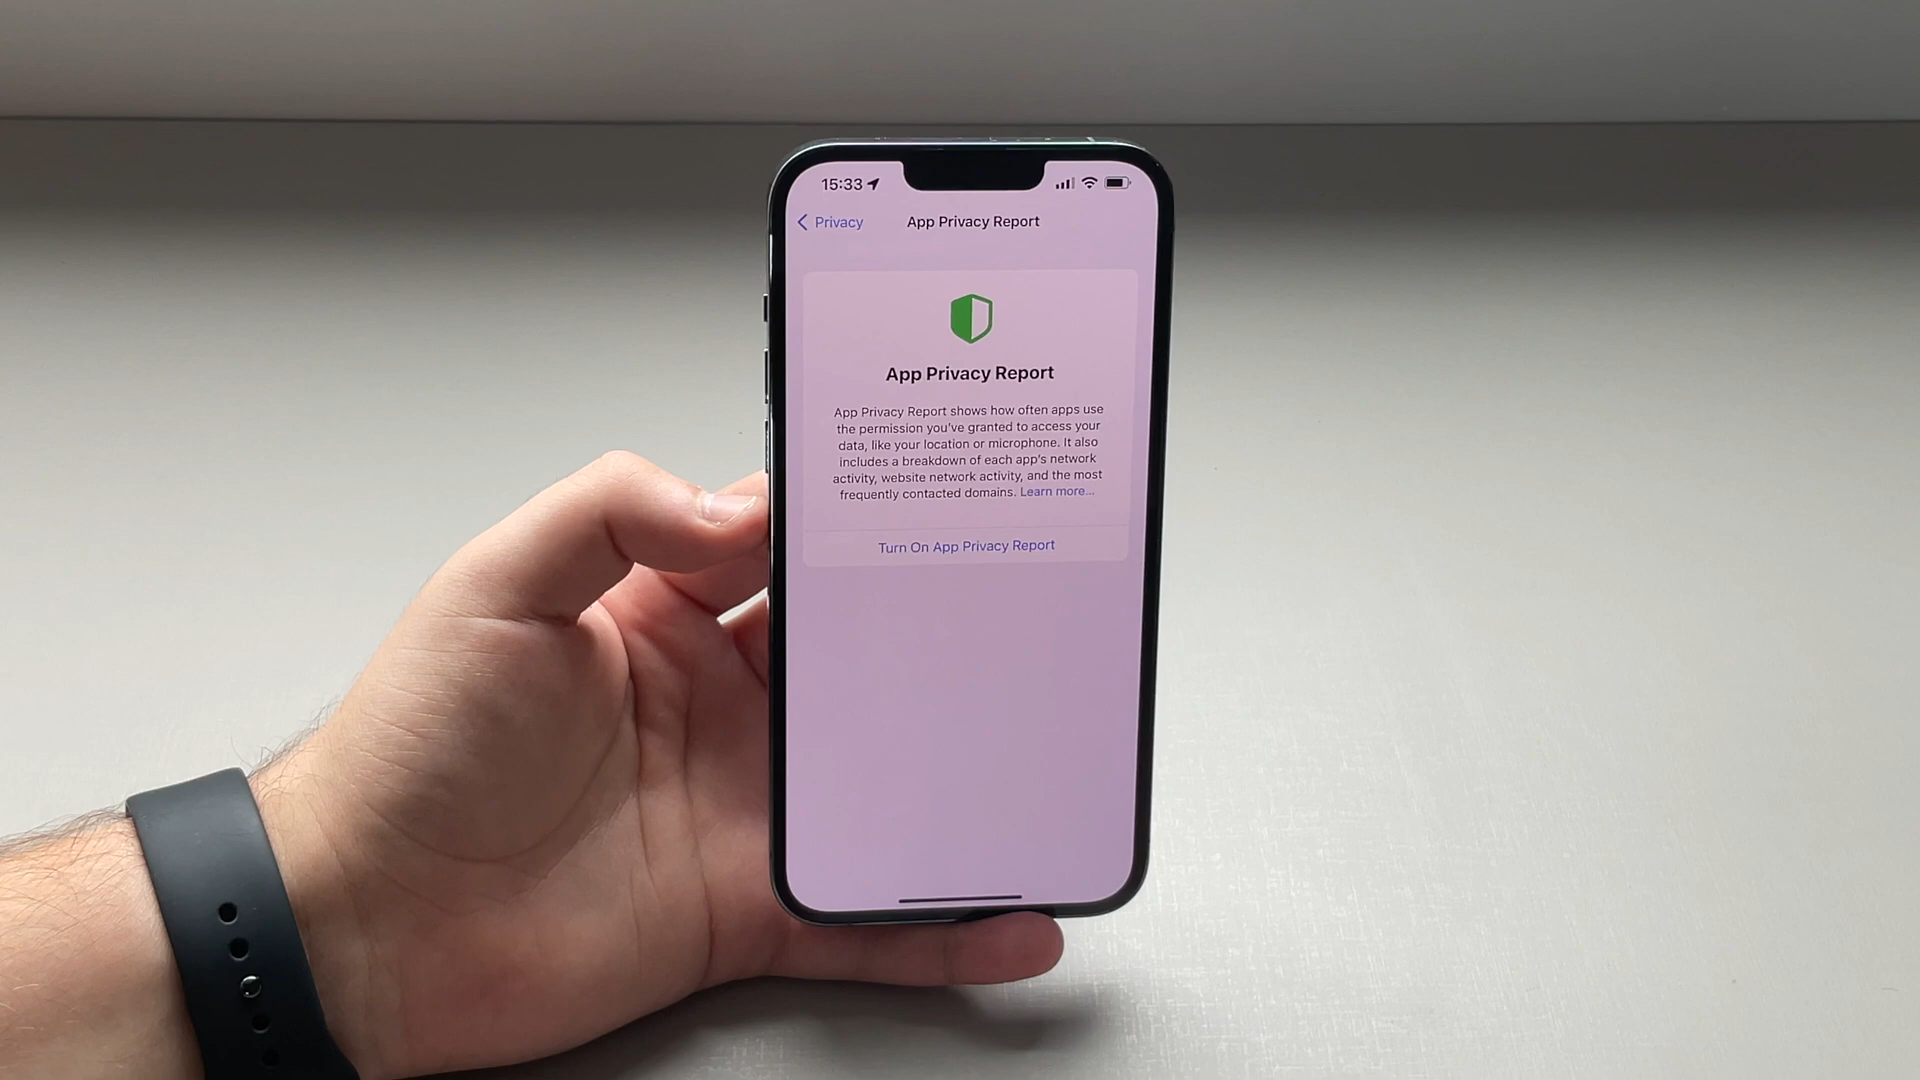 15:33
Privacy
App Privacy Report
App Privacy Report
App Privacy Report shows how often apps use
the permission you've granted to access your
data, like your location or microphone. It also
includes a breakdown of each app's network
activity, website network activity, and the most
frequently contacted domains. Learn more...
Turn On App Privacy Report